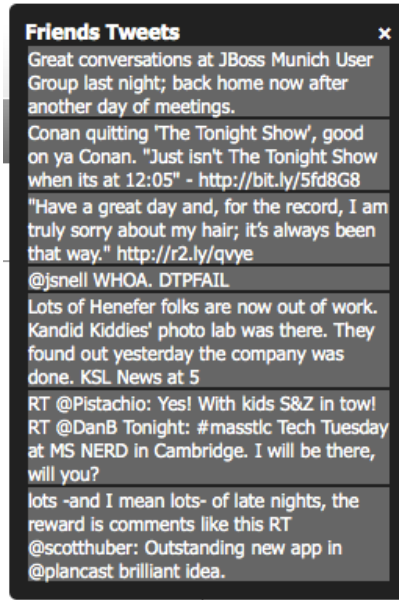 Friends Tweets ×
Great conversations at JBoss Munich User
Group last night; back home now after
another day of meetings.
Conan quitting 'The Tonight Show', good
on ya Conan. "Just isn't The Tonight Show
when its at 12:05" - http://bit.ly/5fd8G8
"Have a great day and, for the record, I am
truly sorry about my hair; it's always been
that way." http://r2.ly/qvye
@jsnell WHOA. DTPFAIL
Lots of Henefer folks are now out of work.
Kandid Kiddies' photo lab was there. They
found out yesterday the company was
done. KSL News at 5
RT @Pistachio: Yes! With kids S&Z in tow!
RT @DanB Tonight: #masstlc Tech Tuesday
at MS NERD in Cambridge. I will be there,
will you?
lots -and I mean lots- of late nights, the
reward is comments like this RT
@scotthuber: Outstanding new app in
@plancast brilliant idea.